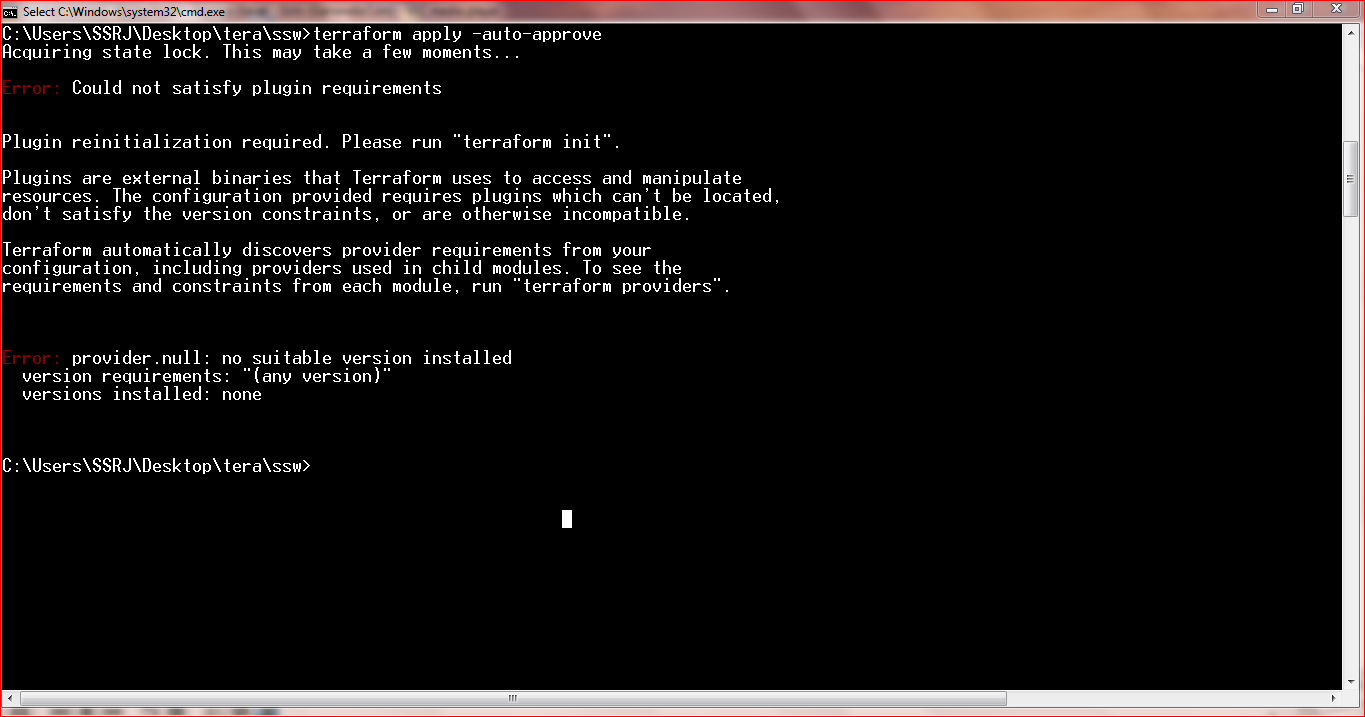 Select C:\Windows\system32\cmd.exe
C:\Users\SSRJ\Desktop\tera\ssw>terraform apply -auto-approve
Acquiring state lock. This may take a few moments...
Error: Could not satisfy plugin requirements
Plugin reinitialization required. Please run "terraform init".
Plugins are external binaries that Terraform uses to access and manipulate
resources. The configuration provided requires plugins which can't be located,
don't satisfy the version constraints, or are otherwise incompatible.
Terraform automatically discovers provider requirements from your
configuration, including providers used in child modules. To see the
requirements and constraints from each module, run "terraform providers".
Error: provider.null: no suitable version installed
version requirements: "(any version)"
versions installed: none
C:\Users\SSRJ\Desktop\tera\ssw>